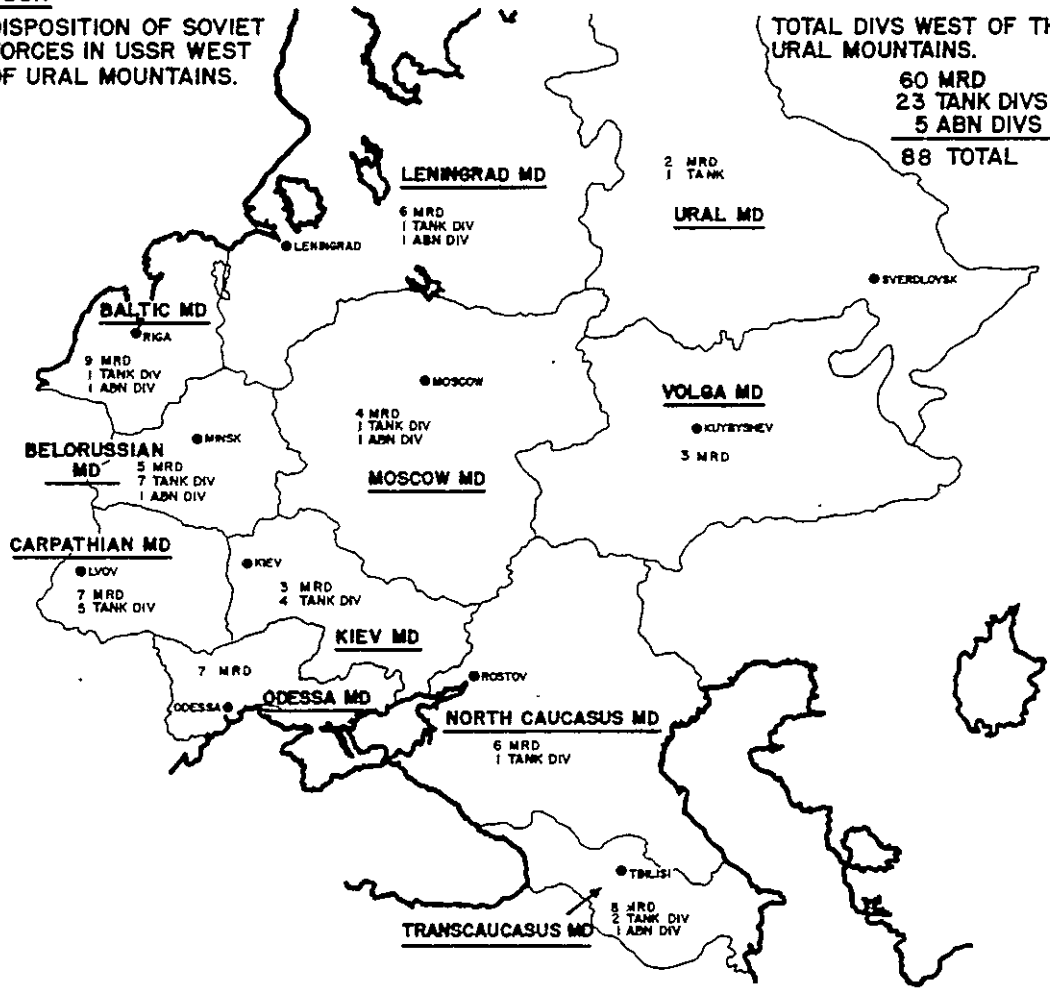 DISPOSITION OF SOVIET
FORCES IN USSR WEST
OF URAL MOUNTAINS.
TOTAL DIVS WEST OF
URAL MOUNTAINS.
60 MRD
23 TANK DIVS
5 ABN DIVS
88 TOTAL
LENINGRAD MD
6 MRD
1 TANK DIV
1 ABN DIV
LENINGRAD
2 MRD
1 TANK
URAL MD
SVERDLOVSK
BALTIC MD
RIGA
9 MRD
1 TANK DIV
1 ABN DIV
MOSCOW
4 MRD
1 TANK DIV
1 ABN DIV
MOSCOW MD
VOLGA MD
KUYBYSHEV
3 MRD
MINSK
BELORUSSIAN
MD
5 MRD
7 TANK DIV
1 ABN DIV
CARPATHIAN MD
LVOV
7 MRD
5 TANK DIV
KIEV
3 MRD
4 TANK DIV
KIEV MD
7 MRD
ODESSA
ODESSA MD
ROSTOV
NORTH CAUCASUS MD
6 MRD
1 TANK DIV
TBILISI
8 MRD
2 TANK DIV
1 ABN DIV
TRANSCAUCASUS MD